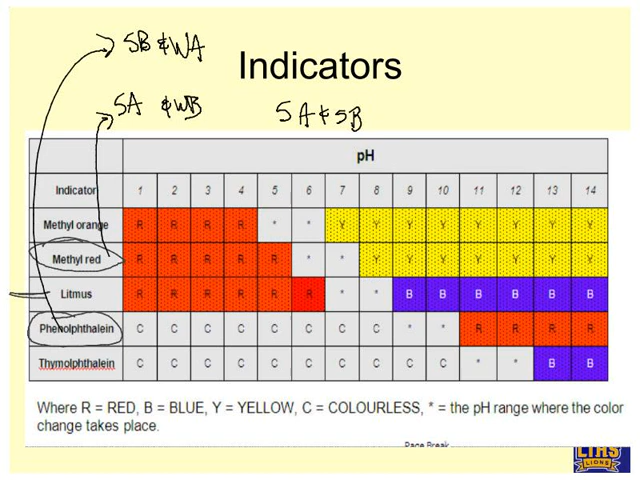 SB & WA
Indicators
SA & WB SA & SB
pH
Indicator 1 2 3 4 5 6 7 8 9 10 11 12 13 14
Methyl orange R R R R * * Y Y Y Y Y Y Y Y
Methyl red R R R R R * * Y Y Y Y Y Y Y
Litmus R R R R R R * * B B B B B B
Phenolphthalein C C C C C C C C * * R R R R
Thymolphthalein C C C C C C C C C C * * B B
Where R = RED, B = BLUE, Y = YELLOW, C = COLOURLESS, * = the pH range where the color
change takes place.
Page Break
LTHS
LIONS